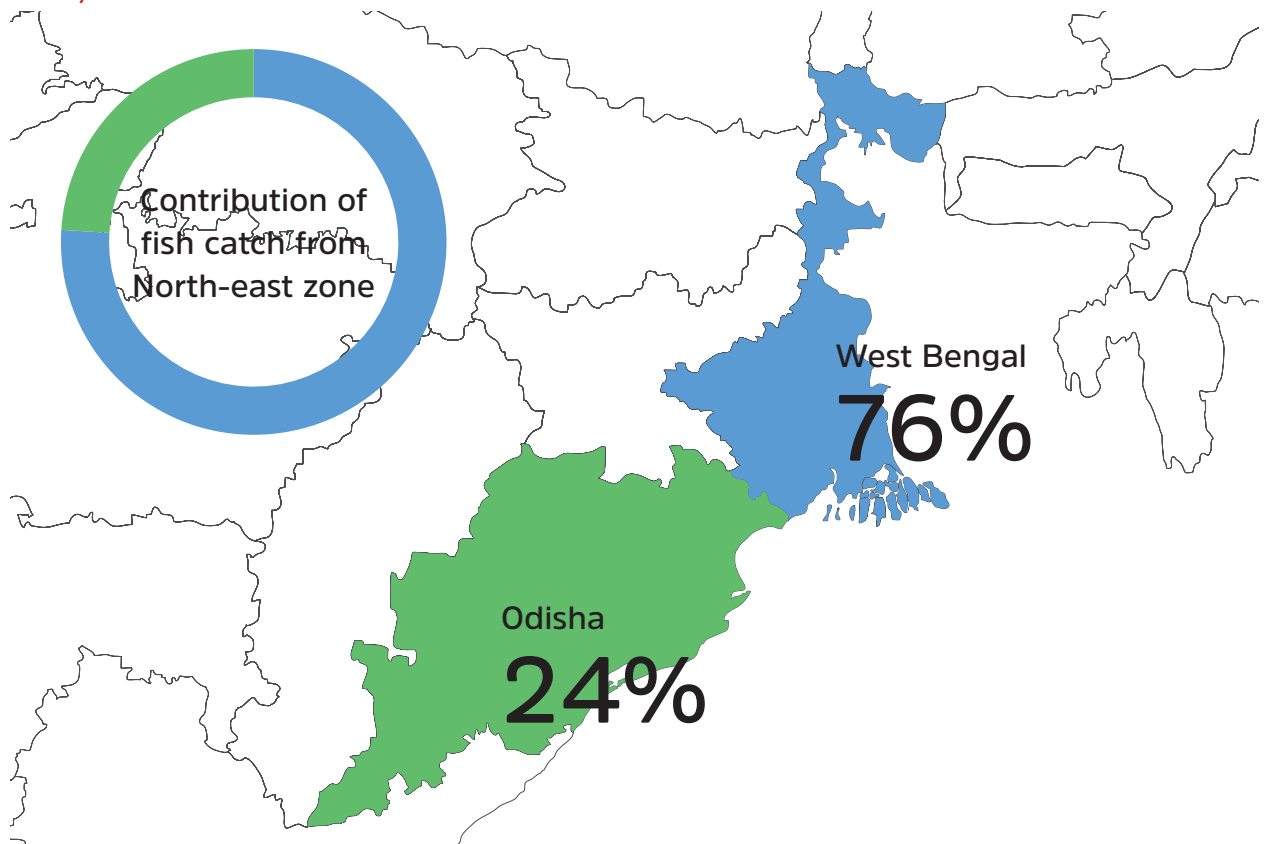 Contribution of
fish catch from
North-east zone
West Bengal
76%
Odisha
24%